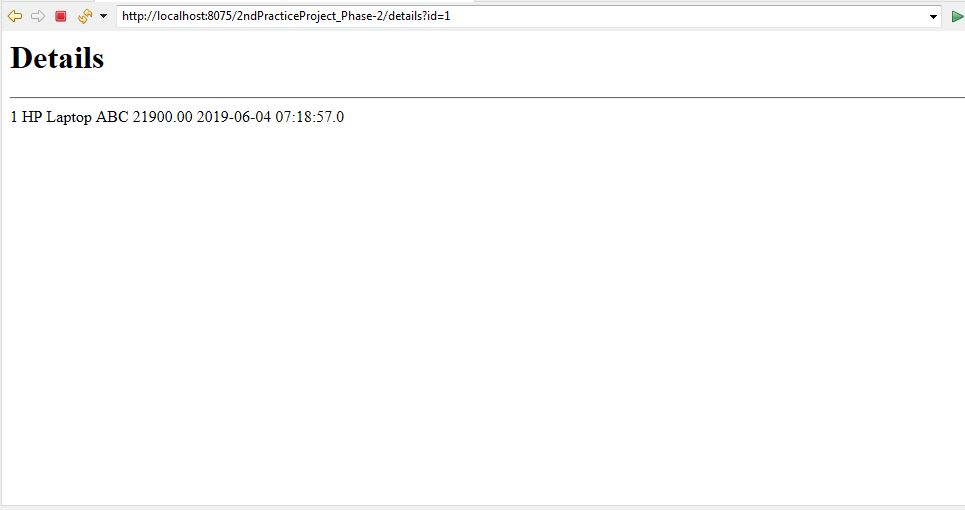 http://localhost:8075/2ndPracticeProject_Phase-2/details?id=1
Details
1 HP Laptop ABC 21900.00 2019-06-04 07:18:57.0